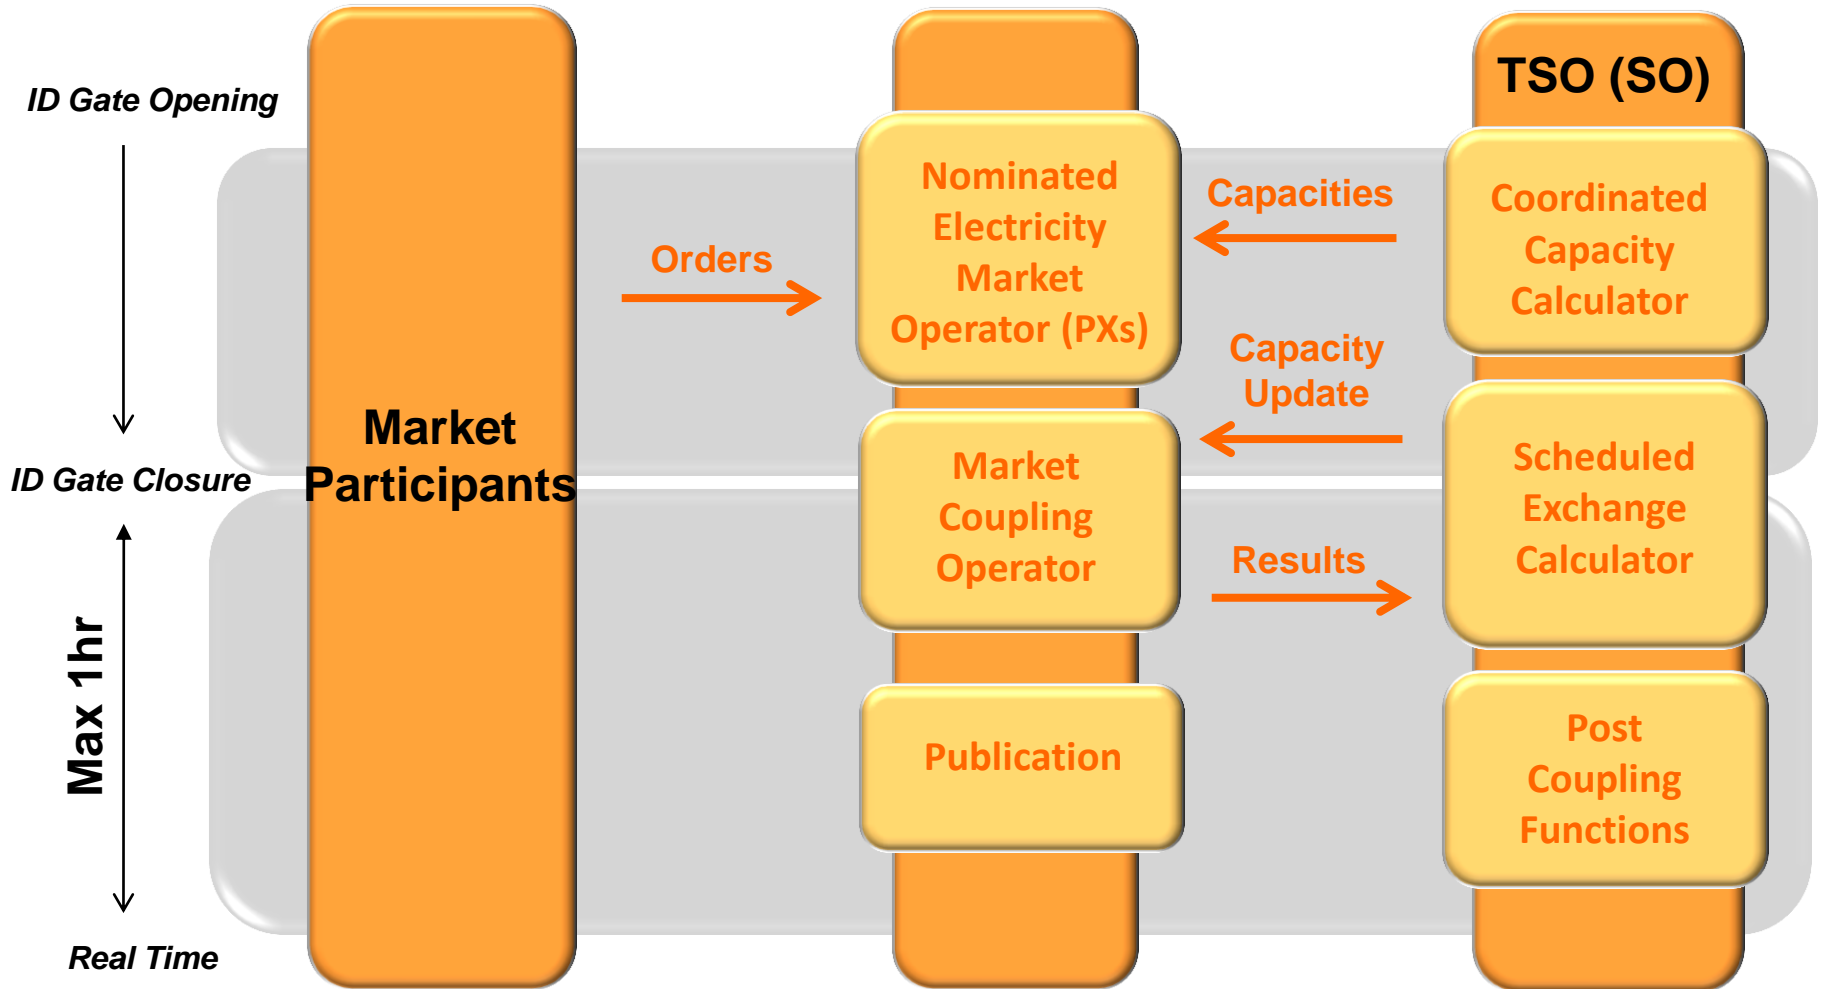 ID Gate Opening
ID Gate Closure
Max 1hr
Real Time
Market
Participants
Orders
Nominated
Electricity
Market
Operator (PXs)
Market
Coupling
Operator
Publication
Capacities
Capacity
Update
Results
TSO (SO)
Coordinated
Capacity
Calculator
Scheduled
Exchange
Calculator
Post
Coupling
Functions